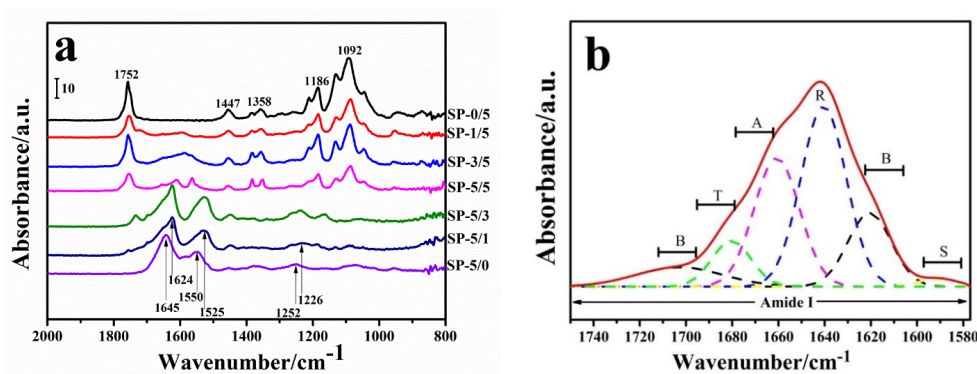 a
1752
1447
1358
1186
1092
10
SP-0/5
SP-1/5
SP-3/5
SP-5/5
SP-5/3
SP-5/1
SP-5/0
1645
1624
1550
1525
1252
1226
Absorbance/a.u.
2000 1800 1600 1400 1200 1000 800
Wavenumber/cm-1
b
R
A
B
T
B
S
Amide I
Absorbance/a.u.
1740 1720 1700 1680 1660 1640 1620 1600 1580
Wavenumber/cm-1